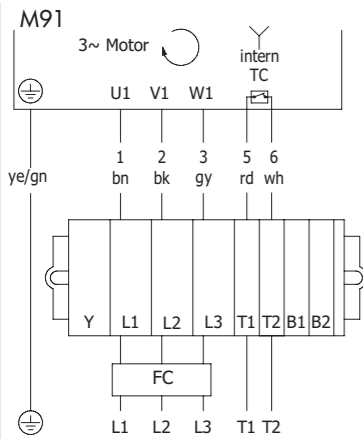 M91
3~ Motor
intern
TC
U1 V1 W1
1 2 3 5 6
ye/gn bn bk gy rd wh
Y L1 L2 L3 T1 T2 B1 B2
FC
L1 L2 L3 T1 T2